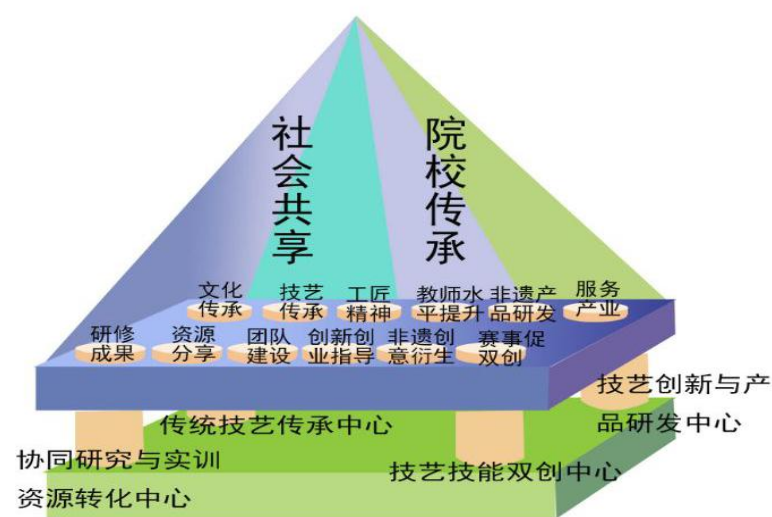 社会共享
院校传承
文化
传承
技艺
传承
工匠
精神
教师水
平提升
非遗产
品研发
服务
产业
研修
成果
资源
分享
团队
建设
创新创
业指导
非遗创
意衍生
赛事促
双创
传统技艺传承中心
技艺创新与产
品研发中心
协同研究与实训
资源转化中心
技艺技能双创中心